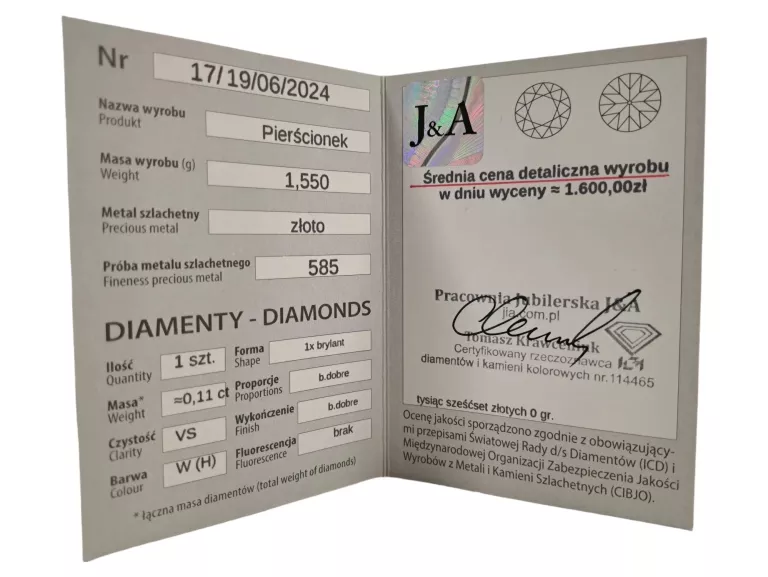 Nr 17/19/06/2024
Nazwa wyrobu
Produkt
Pierścionek
Masa wyrobu (g)
Weight
1,550
Metal szlachetny
Precious metal
złoto
Próba metalu szlachetnego
Fineness precious metal
585
DIAMENTY - DIAMONDS
Ilość
Quantity
1 szt.
Forma
Shape
1x brylant
Masa*
Weight
≈0,11 ct
Proporcje
Proportions
b.dobre
Czystość
Clarity
VS
Wykończenie
Finish
b.dobre
Barwa
Colour
W (H)
Fluorescencja
Fluorescence
brak
* łączna masa diamentów (total weight of diamonds)
J&A
Średnia cena detaliczna wyrobu
w dniu wyceny ≈ 1.600,00zł
Pracownia Jubilerska J&A
jia.com.pl
Tomasz Krawczniuk
Certyfikowany rzeczoznawca
diamentów i kamieni kolorowych nr. 114465
tysiąc sześćset złotych 0 gr.
Ocenę jakości sporządzono zgodnie z obowiązując-
mi przepisami Światowej Rady d/s Diamentów (ICD) i
Międzynarodowej Organizacji Zabezpieczenia Jakości
Wyrobów z Metali i Kamieni Szlachetnych (CIBJO).